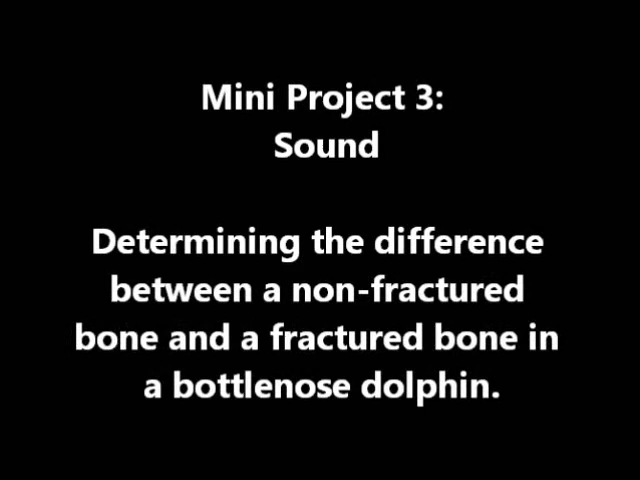 Mini Project 3:
Sound
Determining the difference
between a non-fractured
bone and a fractured bone in
a bottlenose dolphin.